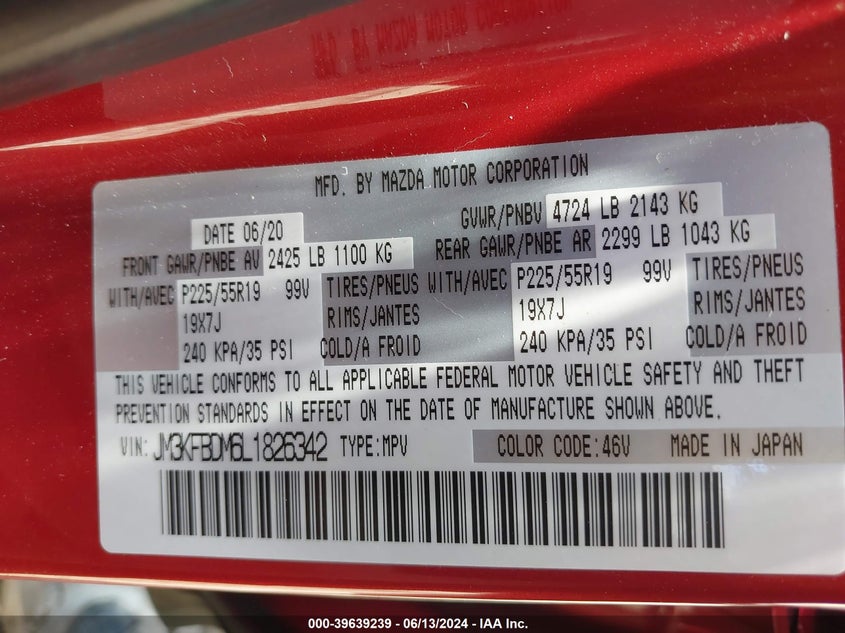 MFD. BY MAZDA MOTOR CORPORATION
DATE 06/20 GVWR/PNBV 4724 LB 2143 KG
FRONT GAWR/PNBE AV 2425 LB 1100 KG REAR GAWR/PNBE AR 2299 LB 1043 KG
WITH/AVEC P225/55R19 99V TIRES/PNEUS WITH/AVEC P225/55R19 99V TIRES/PNEUS
19X7J RIMS/JANTES 19X7J RIMS/JANTES
240 KPA/35 PSI COLD/A FROID 240 KPA/35 PSI COLD/A FROID
THIS VEHICLE CONFORMS TO ALL APPLICABLE FEDERAL MOTOR VEHICLE SAFETY AND THEFT
PREVENTION STANDARDS IN EFFECT ON THE DATE OF MANUFACTURE SHOWN ABOVE.
VIN: JM3KFBDM6L1826342 TYPE:MPV COLOR CODE:46V MADE IN JAPAN
000-39639239 - 06/13/2024 - IAA Inc.